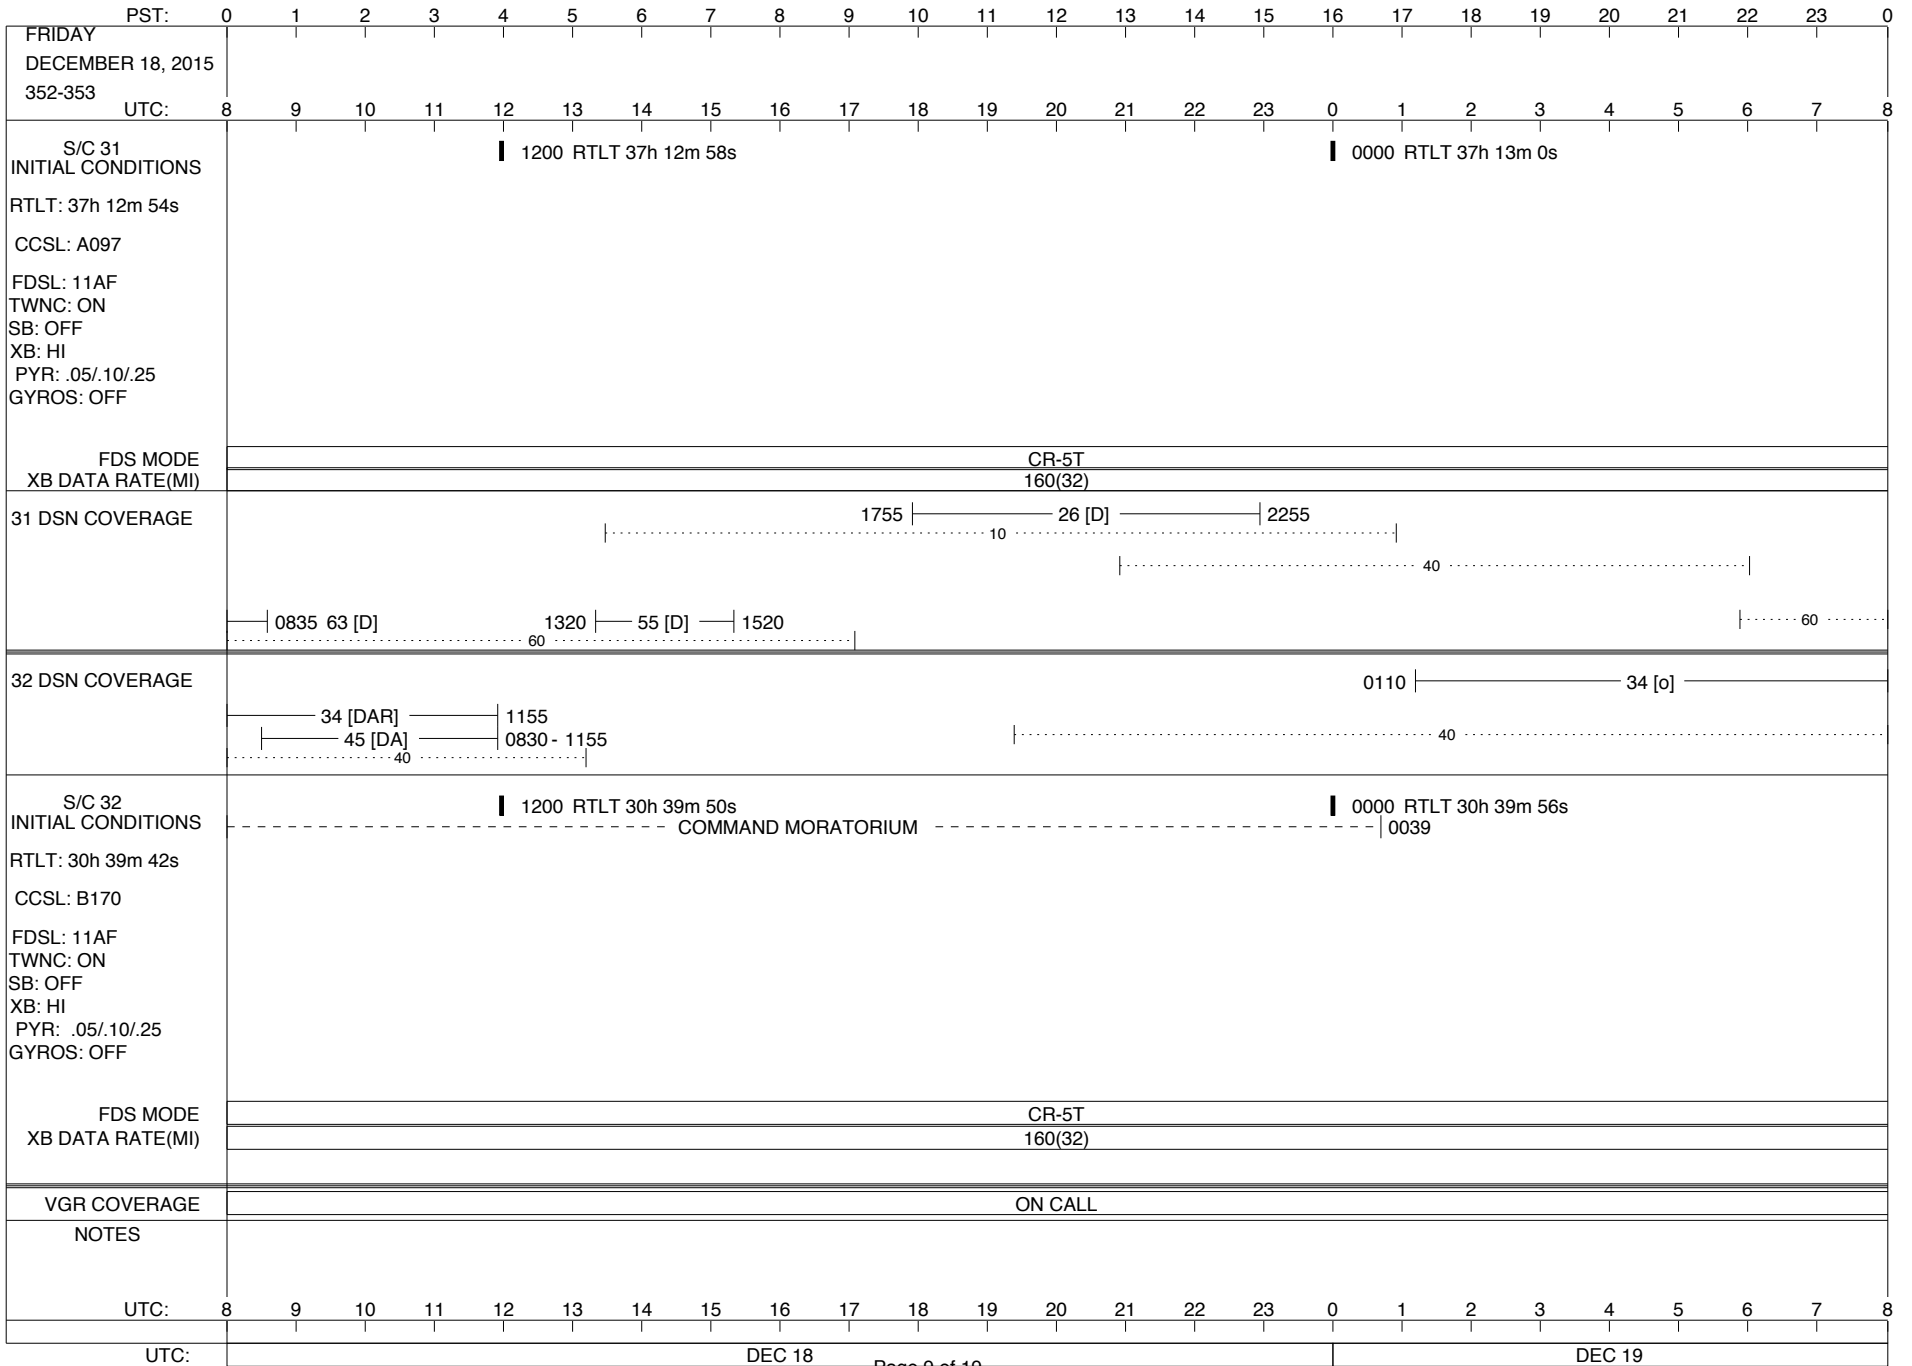 PST: 0 1 2 3 4 5 6 7 8 9 10 11 12 13 14 15 16 17 18 19 20 21 22 23 0
FRIDAY
DECEMBER 18, 2015
352-353
UTC: 8 9 10 11 12 13 14 15 16 17 18 19 20 21 22 23 0 1 2 3 4 5 6 7 8
S/C 31
INITIAL CONDITIONS
1200 RTLT 37h 12m 58s
0000 RTLT 37h 13m 0s
RTLT: 37h 12m 54s
CCSL: A097
FDSL: 11AF
TWNC: ON
SB: OFF
XB: HI
PYR: .05/.10/.25
GYROS: OFF
FDS MODE CR-5T
XB DATA RATE(MI) 160(32)
31 DSN COVERAGE
1755 26 [D] 2255
10
40
0835 63 [D] 1320 55 [D] 1520
60
60
32 DSN COVERAGE
0110 34 [o]
34 [DAR] 1155
45 [DA] 0830 - 1155
40
40
S/C 32
INITIAL CONDITIONS
1200 RTLT 30h 39m 50s
0000 RTLT 30h 39m 56s
COMMAND MORATORIUM 0039
RTLT: 30h 39m 42s
CCSL: B170
FDSL: 11AF
TWNC: ON
SB: OFF
XB: HI
PYR: .05/.10/.25
GYROS: OFF
FDS MODE CR-5T
XB DATA RATE(MI) 160(32)
VGR COVERAGE ON CALL
NOTES
UTC: 8 9 10 11 12 13 14 15 16 17 18 19 20 21 22 23 0 1 2 3 4 5 6 7 8
UTC: DEC 18 DEC 19